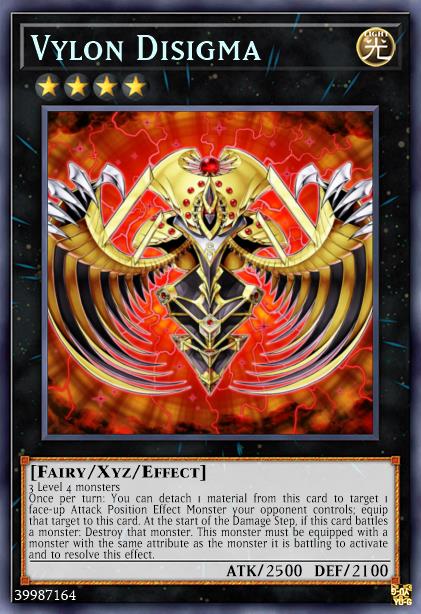 Vylon Disigma
LIGHT
光
[Fairy/Xyz/Effect]
3 Level 4 monsters
Once per turn: You can detach 1 material from this card to target 1
face-up Attack Position Effect Monster your opponent controls; equip
that target to this card. At the start of the Damage Step, if this card battles
a monster: Destroy that monster. This monster must be equipped with a
monster with the same attribute as the monster it is battling to activate
and to resolve this effect.
ATK/2500 DEF/2100
39987164